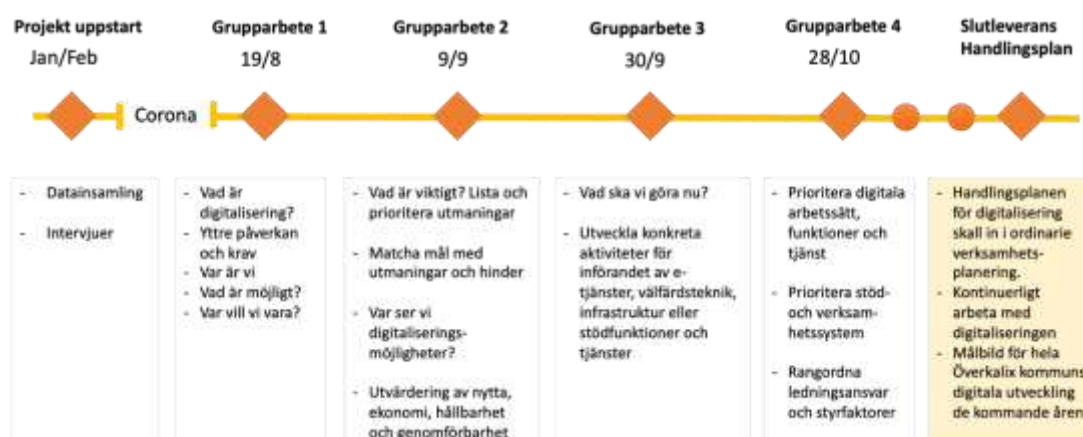 Projekt uppstart
Jan/Feb
Grupparbete 1
19/8
Grupparbete 2
9/9
Grupparbete 3
30/9
Grupparbete 4
28/10
Slutleverans
Handlingsplan
Corona
- Datainsamling
- Intervjuer
- Vad är
digitalisering?
- Yttre påverkan
och krav
- Var är vi
- Vad är möjligt?
- Var vill vi vara?
- Vad är viktigt? Lista och
prioritera utmaningar
- Matcha mål med
utmaningar och hinder
- Var ser vi
digitaliserings-
möjligheter?
- Utvärdering av nytta,
ekonomi, hållbarhet
och genomförbarhet
- Vad ska vi göra nu?
- Utveckla konkreta
aktiviteter för
införandet av e-
tjänster, välfärdsteknik,
infrastruktur eller
stödfunktioner och
tjänster
- Prioritera digitala
arbetssätt,
funktioner och
tjänst
- Prioritera stöd-
och verksam-
hetssystem
- Rangordna
ledningsansvar
och styrfaktorer
- Handlingsplanen
för digitalisering
skall in i ordinarie
verksamhets-
planering.
- Kontinuerligt
arbeta med
digitaliseringen
- Målbild för hela
Överkalix kommuns
digitala utveckling
de kommande åren